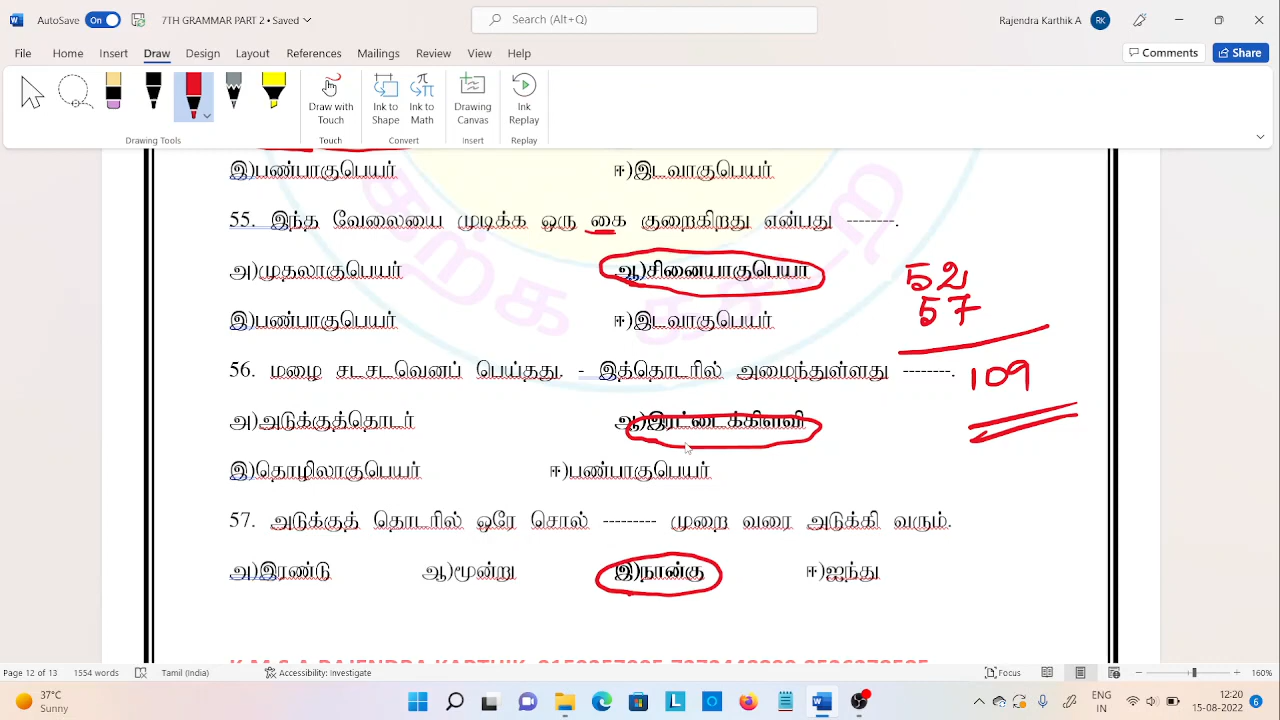 AutoSave On 7TH GRAMMAR PART 2 • Saved Search (Alt+Q) Rajendra Karthik A RK
File Home Insert Draw Design Layout References Mailings Review View Help Comments Share
Draw with Touch Ink to Shape Ink to Math Drawing Canvas Ink Replay
Drawing Tools Touch Convert Insert Replay
இ)பண்பாகுபெயர் ஈ)இடவாகுபெயர்
55. இந்த வேலையை முடிக்க ஒரு கை குறைகிறது என்பது --------.
அ)முதலாகுபெயர் ஆ)சினையாகுபெயர்
52
57
இ)பண்பாகுபெயர் ஈ)இடவாகுபெயர்
56. மழை சடசடவெனப் பெய்தது. - இத்தொடரில் அமைந்துள்ளது --------.
109
அ)அடுக்குத்தொடர் ஆ)இரட்டைக்கிளவி
இ)தொழிலாகுபெயர் ஈ)பண்பாகுபெயர்
57. அடுக்குத் தொடரில் ஒரே சொல் --------- முறை வரை அடுக்கி வரும்.
அ)இரண்டு ஆ)மூன்று இ)நான்கு ஈ)ஐந்து
Page 12 of 13 1554 words Tamil (India) Accessibility: Investigate Focus 160%
37°C
Sunny
ENG
IN
12:20
15-08-2022
6